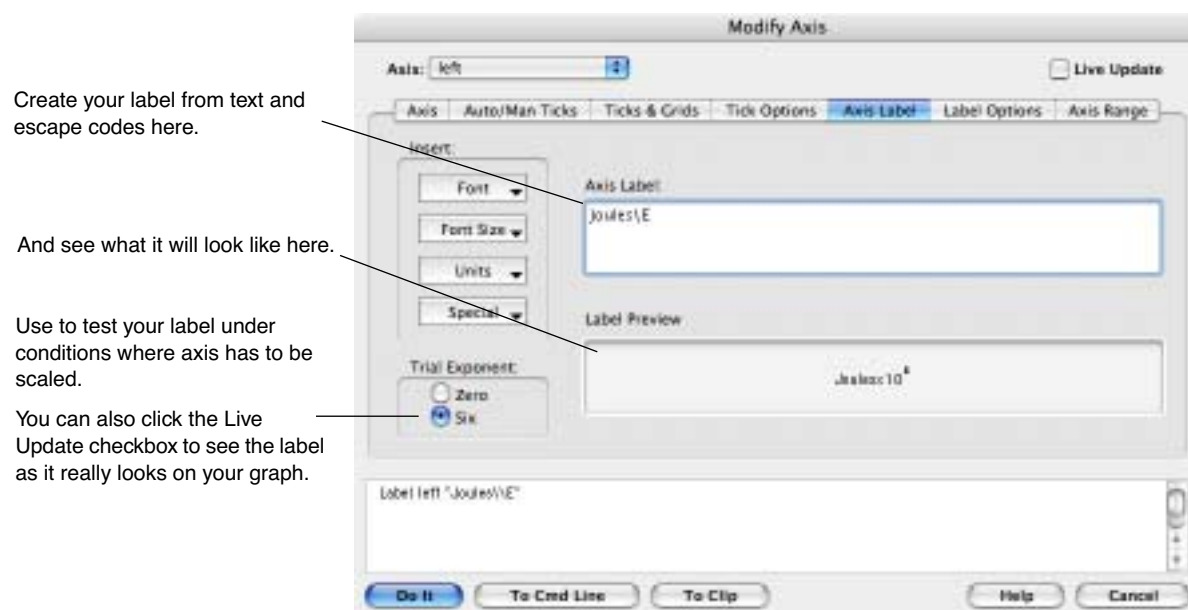 Modify Axis
Axis: left
Live Update
Create your label from text and
escape codes here.
Axis Auto/Man Ticks Ticks & Grids Tick Options Axis Label Label Options Axis Range
Insert:
Font
Axis Label:
Joules\E
Font Size
And see what it will look like here.
Units
Special
Label Preview
Use to test your label under
conditions where axis has to be
scaled.
Trial Exponent:
Joules×10⁶
Zero
Six
You can also click the Live
Update checkbox to see the label
as it really looks on your graph.
Label left "Joules\\E"
Do It To Cmd Line To Clip Help Cancel